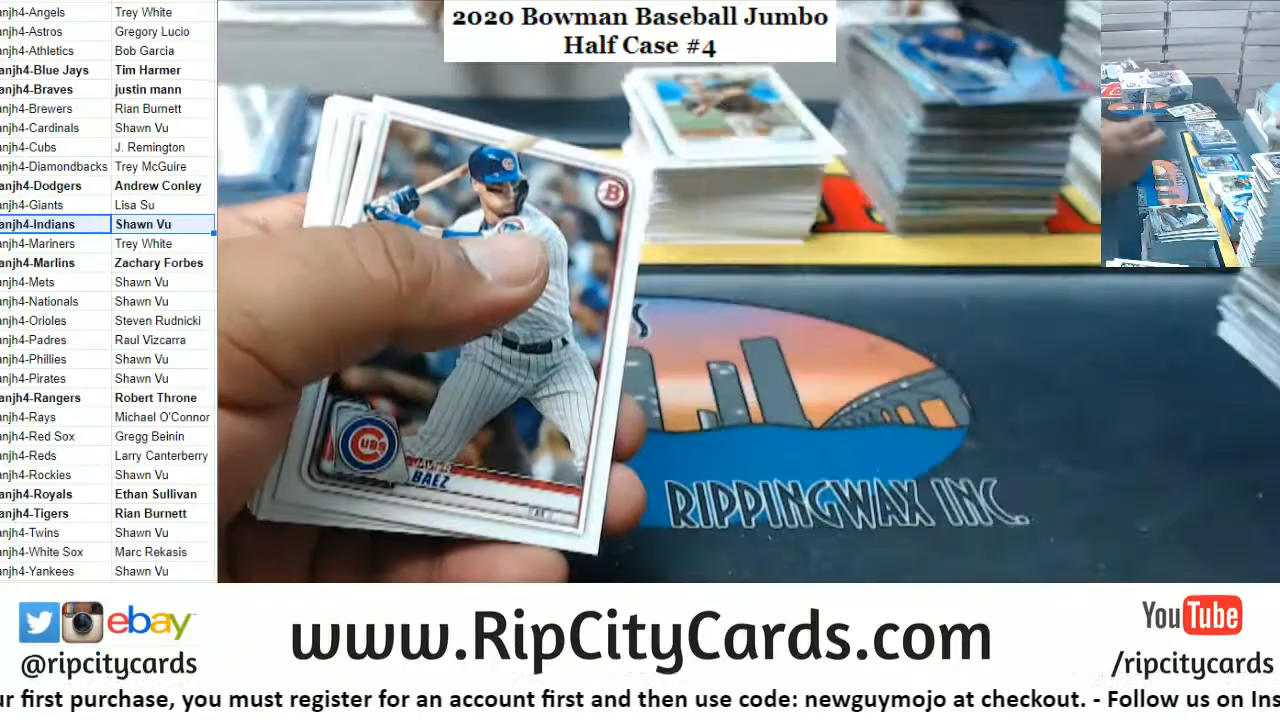 2020 Bowman Baseball Jumbo
Half Case #4
anjh4-Angels Trey White
anjh4-Astros Gregory Lucio
anjh4-Athletics Bob Garcia
anjh4-Blue Jays Tim Harmer
anjh4-Braves justin mann
anjh4-Brewers Rian Burnett
anjh4-Cardinals Shawn Vu
anjh4-Cubs J. Remington
anjh4-Diamondbacks Trey McGuire
anjh4-Dodgers Andrew Conley
anjh4-Giants Lisa Su
anjh4-Indians Shawn Vu
anjh4-Mariners Trey White
anjh4-Marlins Zachary Forbes
anjh4-Mets Shawn Vu
anjh4-Nationals Shawn Vu
anjh4-Orioles Steven Rudnicki
anjh4-Padres Raul Vizcarra
anjh4-Phillies Shawn Vu
anjh4-Pirates Shawn Vu
anjh4-Rangers Robert Throne
anjh4-Rays Michael O'Connor
anjh4-Red Sox Gregg Beinin
anjh4-Reds Larry Canterberry
anjh4-Rockies Shawn Vu
anjh4-Royals Ethan Sullivan
anjh4-Tigers Rian Burnett
anjh4-Twins Shawn Vu
anjh4-White Sox Marc Rekasis
anjh4-Yankees Shawn Vu
B
CUBS
JAVIER
BAEZ
RIPPINGWAX INC.
ebay
@ripcitycards
www.RipCityCards.com
YouTube
/ripcitycards
ur first purchase, you must register for an account first and then use code: newguymojo at checkout. - Follow us on Ins